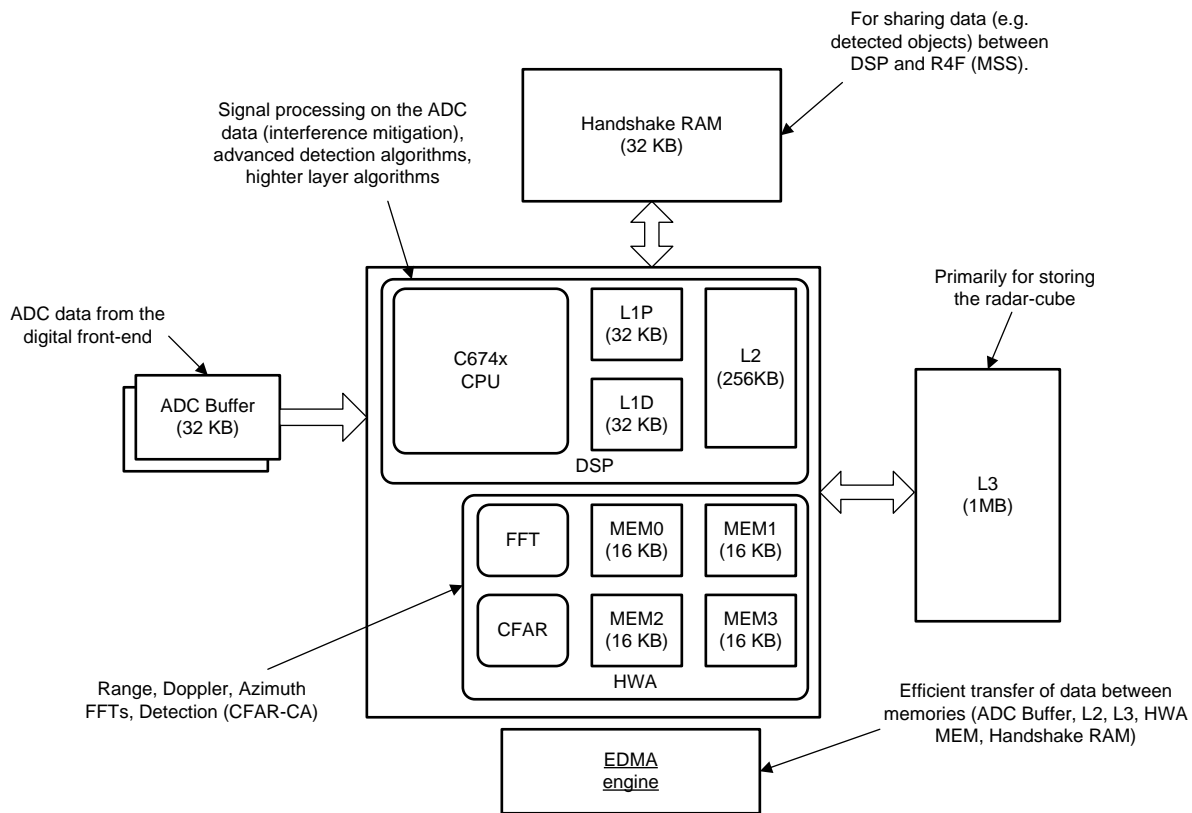 For sharing data (e.g.
detected objects) between
DSP and R4F (MSS).
Handshake RAM
(32 KB)
Signal processing on the ADC
data (interference mitigation),
advanced detection algorithms,
highter layer algorithms
Primarily for storing
the radar-cube
ADC data from the
digital front-end
ADC Buffer
(32 KB)
C674x
CPU
L1P
(32 KB)
L1D
(32 KB)
L2
(256KB)
DSP
L3
(1MB)
FFT
MEM0
(16 KB)
MEM1
(16 KB)
CFAR
MEM2
(16 KB)
MEM3
(16 KB)
HWA
Range, Doppler, Azimuth
FFTs, Detection (CFAR-CA)
Efficient transfer of data between
memories (ADC Buffer, L2, L3, HWA
MEM, Handshake RAM)
EDMA
engine